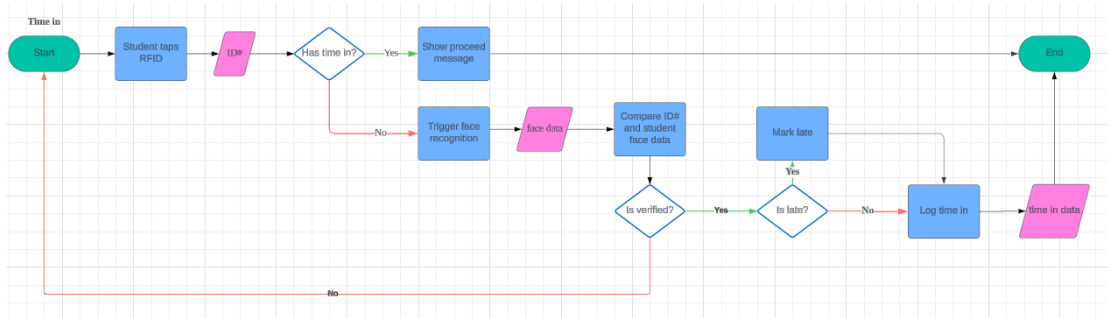 Time in
Start
Student taps
RFID
ID#
Has time in?
Yes
Show proceed
message
End
No
Trigger face
recognition
face data
Compare ID#
and student
face data
Mark late
Yes
Is verified?
Yes
Is late?
No
Log time in
time in data
No